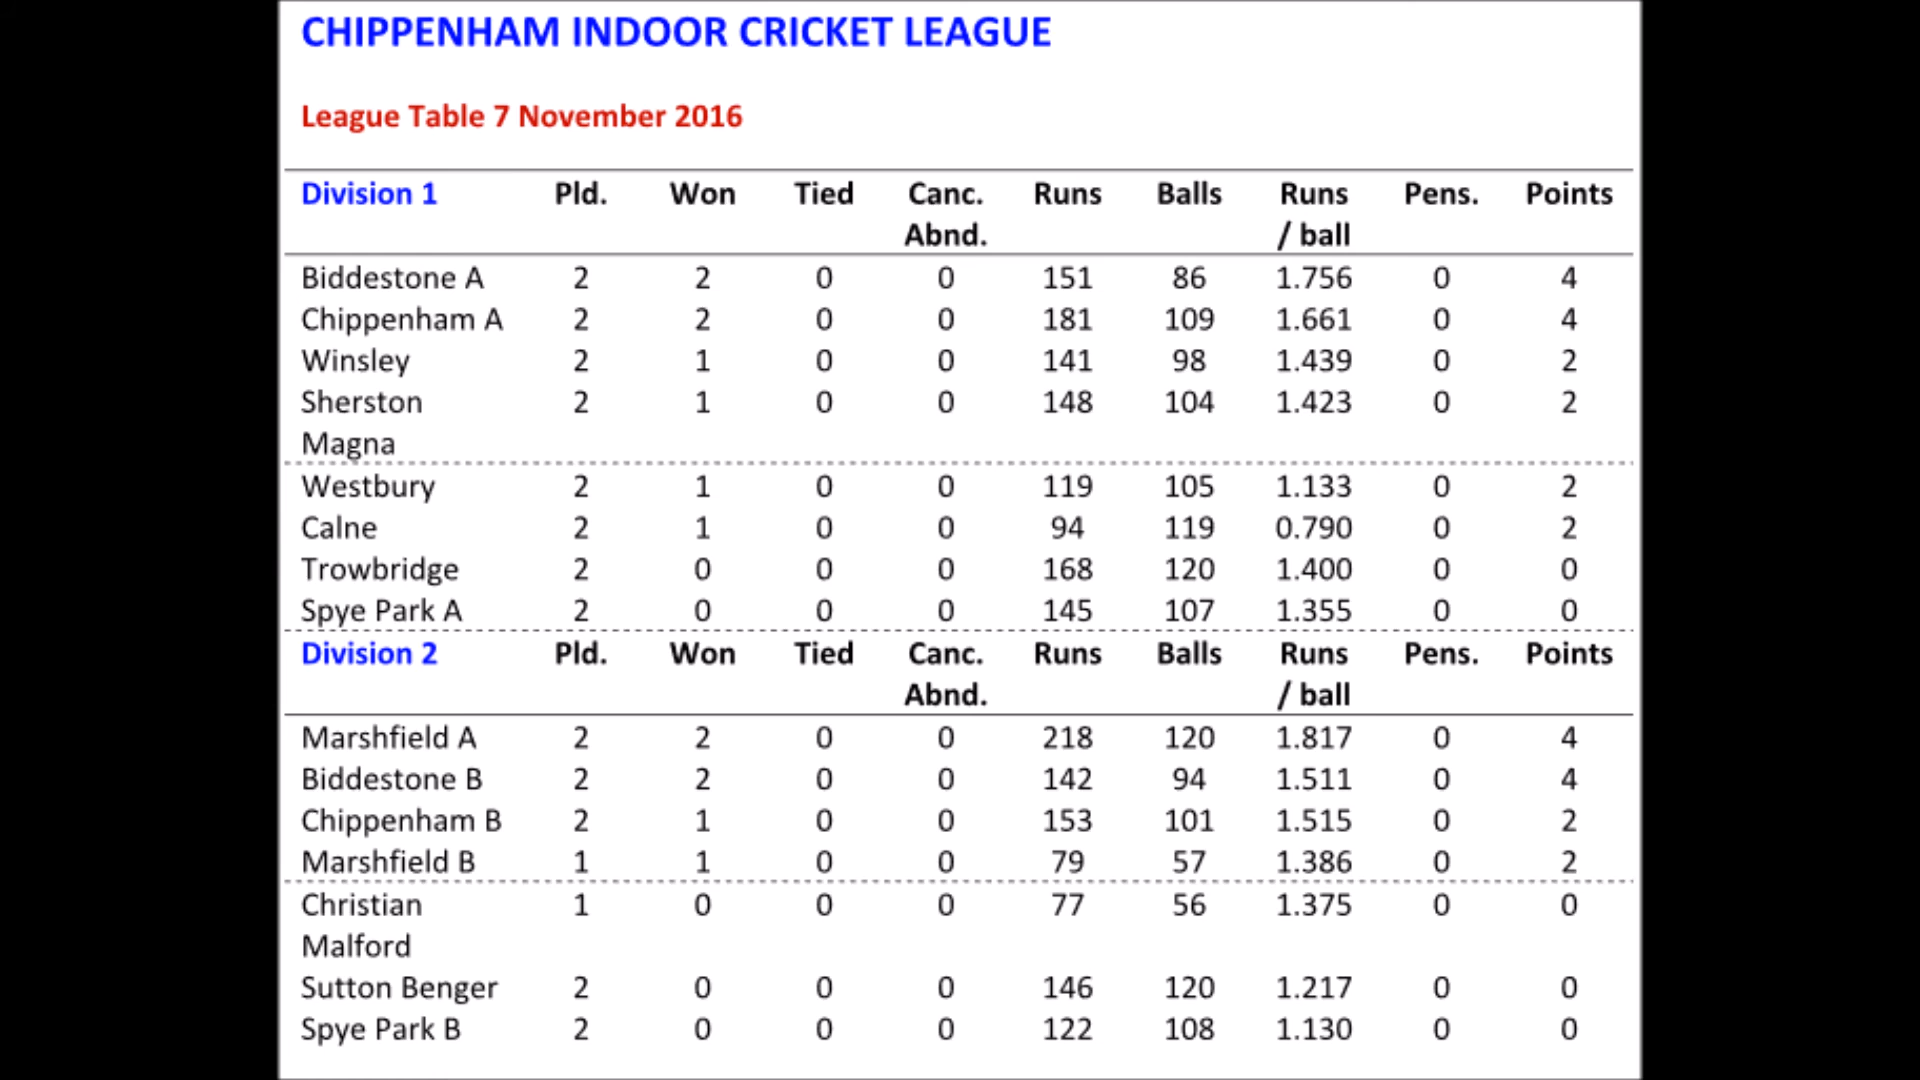 CHIPPENHAM INDOOR CRICKET LEAGUE
League Table 7 November 2016
Division 1 Pld. Won Tied Canc. Runs Balls Runs Pens. Points
Abnd. / ball
Biddestone A 2 2 0 0 151 86 1.756 0 4
Chippenham A 2 2 0 0 181 109 1.661 0 4
Winsley 2 1 0 0 141 98 1.439 0 2
Sherston 2 1 0 0 148 104 1.423 0 2
Magna
Westbury 2 1 0 0 119 105 1.133 0 2
Calne 2 1 0 0 94 119 0.790 0 2
Trowbridge 2 0 0 0 168 120 1.400 0 0
Spye Park A 2 0 0 0 145 107 1.355 0 0
Division 2 Pld. Won Tied Canc. Runs Balls Runs Pens. Points
Abnd. / ball
Marshfield A 2 2 0 0 218 120 1.817 0 4
Biddestone B 2 2 0 0 142 94 1.511 0 4
Chippenham B 2 1 0 0 153 101 1.515 0 2
Marshfield B 1 1 0 0 79 57 1.386 0 2
Christian 1 0 0 0 77 56 1.375 0 0
Malford
Sutton Benger 2 0 0 0 146 120 1.217 0 0
Spye Park B 2 0 0 0 122 108 1.130 0 0